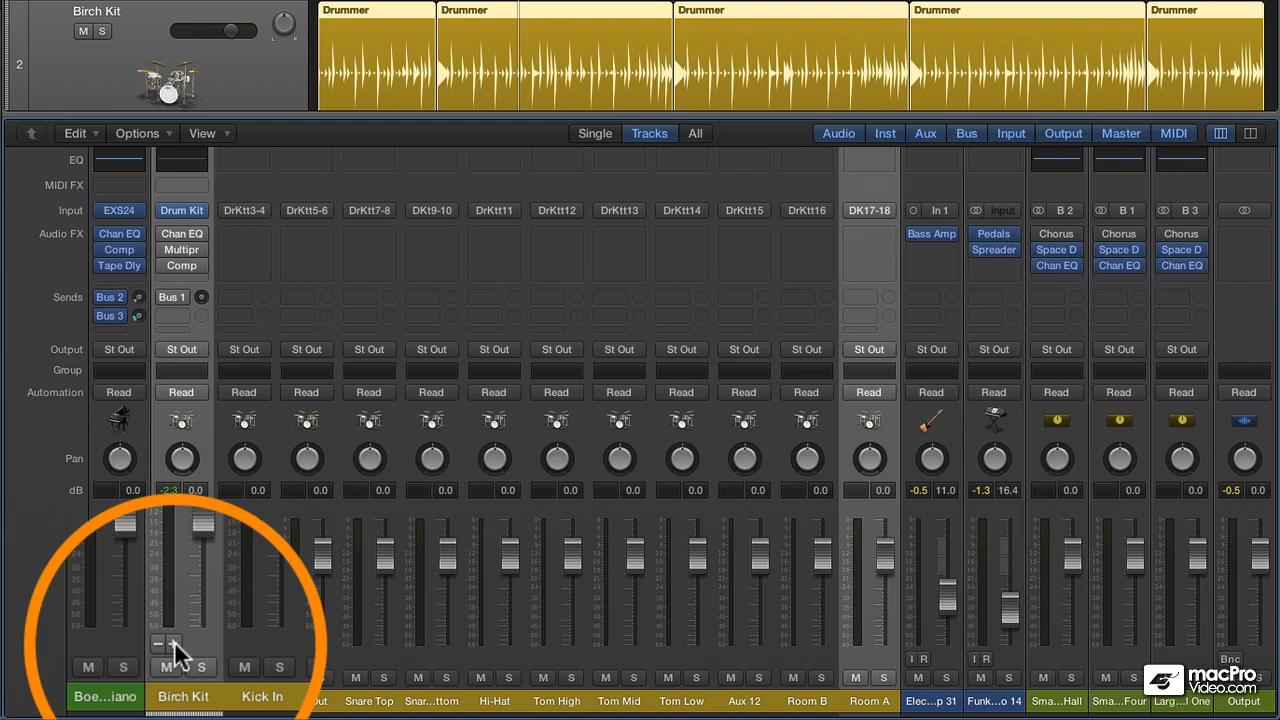 Birch Kit
M S
L R
2
Drummer Drummer Drummer Drummer Drummer
Edit Options View Single Tracks All Audio Inst Aux Bus Input Output Master MIDI
EQ
MIDI FX
Input EXS24 Drum Kit DrKtt3-4 DrKtt5-6 DrKtt7-8 DKt9-10 DrKtt11 DrKtt12 DrKtt13 DrKtt14 DrKtt15 DrKtt16 DK17-18 In 1 Input B 2 B 1 B 3
Audio FX Chan EQ Chan EQ Bass Amp Pedals Chorus Chorus Chorus
Comp Multipr Spreader Space D Space D Space D
Tape Dly Comp Chan EQ Chan EQ Chan EQ
Sends Bus 2 Bus 1
Bus 3
Output St Out St Out St Out St Out St Out St Out St Out St Out St Out St Out St Out St Out St Out St Out St Out St Out St Out St Out
Group
Automation Read Read Read Read Read Read Read Read Read Read Read Read Read Read Read Read Read Read Read
Pan
dB 0.0 -2.3 0.0 0.0 0.0 0.0 0.0 0.0 0.0 0.0 0.0 0.0 0.0 0.0 -0.5 11.0 -1.3 16.4 0.0 0.0 0.0 -0.5 0.0
I R I R Bnc
M S M S M S M S M S M S M S M S M S M S M S M S M S M S M S M S M S
Boe...iano Birch Kit Kick In Out Snare Top Snar...ttom Hi-Hat Tom High Tom Mid Tom Low Aux 12 Room B Room A Elec...p 31 Funk...o 14 Sma...Hall Sma...Four Larg...l One Output
macPro
Video.com